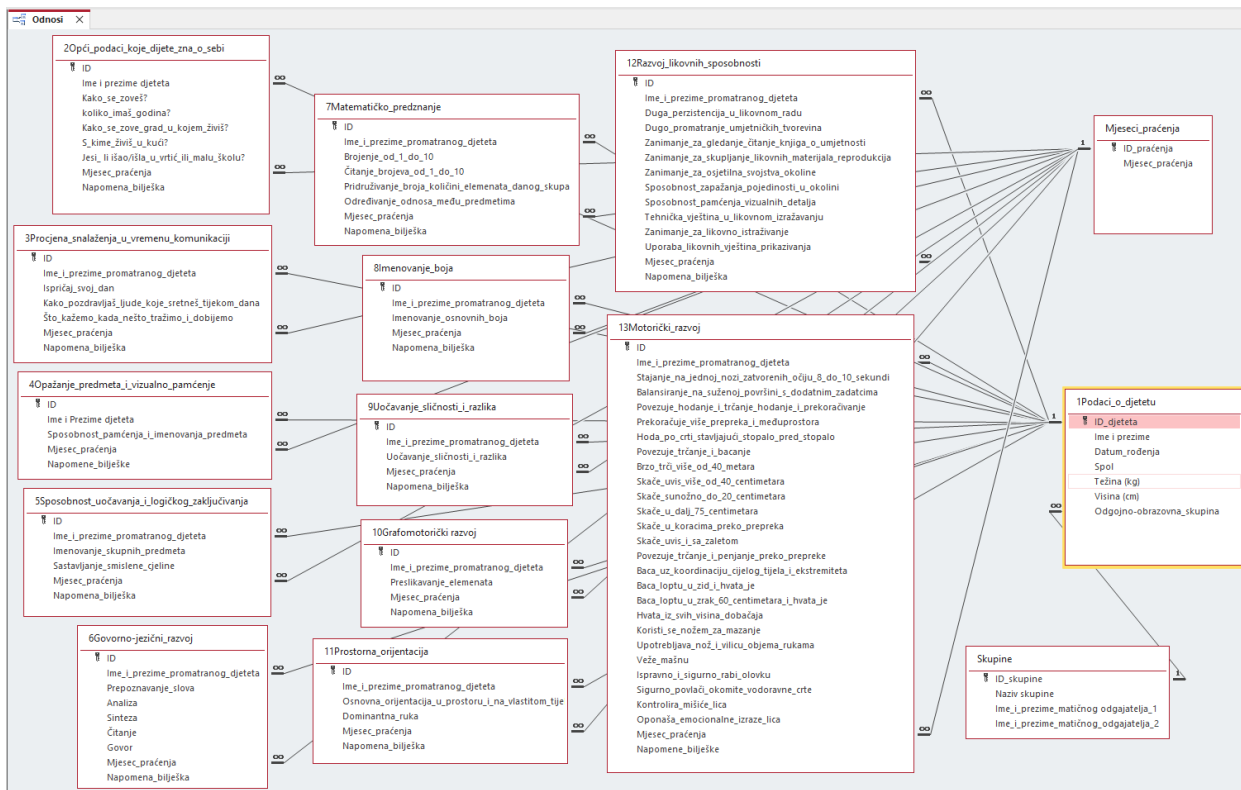 Odnosi
2Opći_podaci_koje_dijete_zna_o_sebi
ID
Ime i prezime djeteta
Kako_se_zoveš?
koliko_imaš_godina?
Kako_se_zove_grad_u_kojem_živiš?
S_kime_živiš_u_kući?
Jesi_ li išao/išla_u_vrtić_ili_malu_školu?
Mjesec_praćenja
Napomena_bilješka
3Procjena_snalaženja_u_vremenu_komunikaciji
ID
Ime_i_prezime_promatranog_djeteta
Ispričaj_svoj_dan
Kako_pozdravljaš_ljude_koje_sretneš_tijekom_dana
Što_kažemo_kada_nešto_tražimo_i_dobijemo
Mjesec_praćenja
Napomena_bilješka
4Opažanje_predmeta_i_vizualno_pamćenje
ID
Ime i Prezime djeteta
Sposobnost_pamćenja_i_imenovanja_predmeta
Mjesec_praćenja
Napomene_bilješke
5Sposobnost_uočavanja_i_logičkog_zaključivanja
ID
Ime_i_prezime_promatranog_djeteta
Imenovanje_skupnih_predmeta
Sastavljanje_smislene_cjeline
Mjesec_praćenja
Napomena_bilješka
6Govorno-jezični_razvoj
ID
Ime_i_prezime_promatranog_djeteta
Prepoznavanje_slova
Analiza
Sinteza
Čitanje
Govor
Mjesec_praćenja
Napomena_bilješka
7Matematičko_predznanje
ID
Ime_i_prezime_promatranog_djeteta
Brojenje_od_1_do_10
Čitanje_brojeva_od_1_do_10
Pridruživanje_broja_količini_elemenata_danog_skupa
Određivanje_odnosa_među_predmetima
Mjesec_praćenja
Napomena_bilješka
8Imenovanje_boja
ID
Ime_i_prezime_promatranog_djeteta
Imenovanje_osnovnih_boja
Mjesec_praćenja
Napomena_bilješka
9Uočavanje_sličnosti_i_razlika
ID
Ime_i_prezime_promatranog_djeteta
Uočavanje_sličnosti_i_razlika
Mjesec_praćenja
Napomena_bilješka
10Grafomotorički razvoj
ID
Ime_i_prezime_promatranog_djeteta
Preslikavanje_elemenata
Mjesec_praćenja
Napomena_bilješka
11Prostorna_orijentacija
ID
Ime_i_prezime_promatranog_djeteta
Osnovna_orijentacija_u_prostoru_i_na_vlastitom_tije
Dominantna_ruka
Mjesec_praćenja
Napomena_bilješka
12Razvoj_likovnih_sposobnosti
ID
Ime_i_prezime_promatranog_djeteta
Duga_perzistencija_u_likovnom_radu
Dugo_promatranje_umjetničkih_tvorevina
Zanimanje_za_gledanje_čitanje_knjiga_o_umjetnosti
Zanimanje_za_skupljanje_likovnih_materijala_reprodukcija
Zanimanje_za_osjetilna_svojstva_okoline
Sposobnost_zapažanja_pojedinosti_u_okolini
Sposobnost_pamćenja_vizualnih_detalja
Tehnička_vještina_u_likovnom_izražavanju
Zanimanje_za_likovno_istraživanje
Uporaba_likovnih_vještina_prikazivanja
Mjesec_praćenja
Napomena_bilješka
13Motorički_razvoj
ID
Ime_i_prezime_promatranog_djeteta
Stajanje_na_jednoj_nozi_zatvorenih_očiju_8_do_10_sekundi
Balansiranje_na_suženoj_površini_s_dodatnim_zadatcima
Povezuje_hodanje_i_trčanje_hodanje_i_prekoračivanje
Prekoračuje_više_prepreka_i_međuprostora
Hoda_po_crti_stavljajući_stopalo_pred_stopalo
Povezuje_trčanje_i_bacanje
Brzo_trči_više_od_40_metara
Skače_uvis_više_od_40_centimetara
Skače_sunožno_do_20_centimetara
Skače_u_dalj_75_centimetara
Skače_u_koracima_preko_prepreka
Skače_uvis_i_sa_zaletom
Povezuje_trčanje_i_penjanje_preko_prepreke
Baca_uz_koordinaciju_cijelog_tijela_i_ekstremiteta
Baca_loptu_u_zid_i_hvata_je
Baca_loptu_u_zrak_60_centimetara_i_hvata_je
Hvata_iz_svih_visina_dobačaja
Koristi_se_nožem_za_mazanje
Upotrebljava_nož_i_vilicu_objema_rukama
Veže_mašnu
Ispravno_i_sigurno_rabi_olovku
Sigurno_povlači_okomite_vodoravne_crte
Kontrolira_mišiće_lica
Oponaša_emocionalne_izraze_lica
Mjesec_praćenja
Napomene_bilješke
Mjeseci_praćenja
ID_praćenja
Mjesec_praćenja
1Podaci_o_djetetu
ID_djeteta
Ime i prezime
Datum_rođenja
Spol
Težina (kg)
Visina (cm)
Odgojno-obrazovna_skupina
Skupine
ID_skupine
Naziv skupine
Ime_i_prezime_matičnog odgajatelja_1
Ime_i_prezime_matičnog_odgajatelja_2